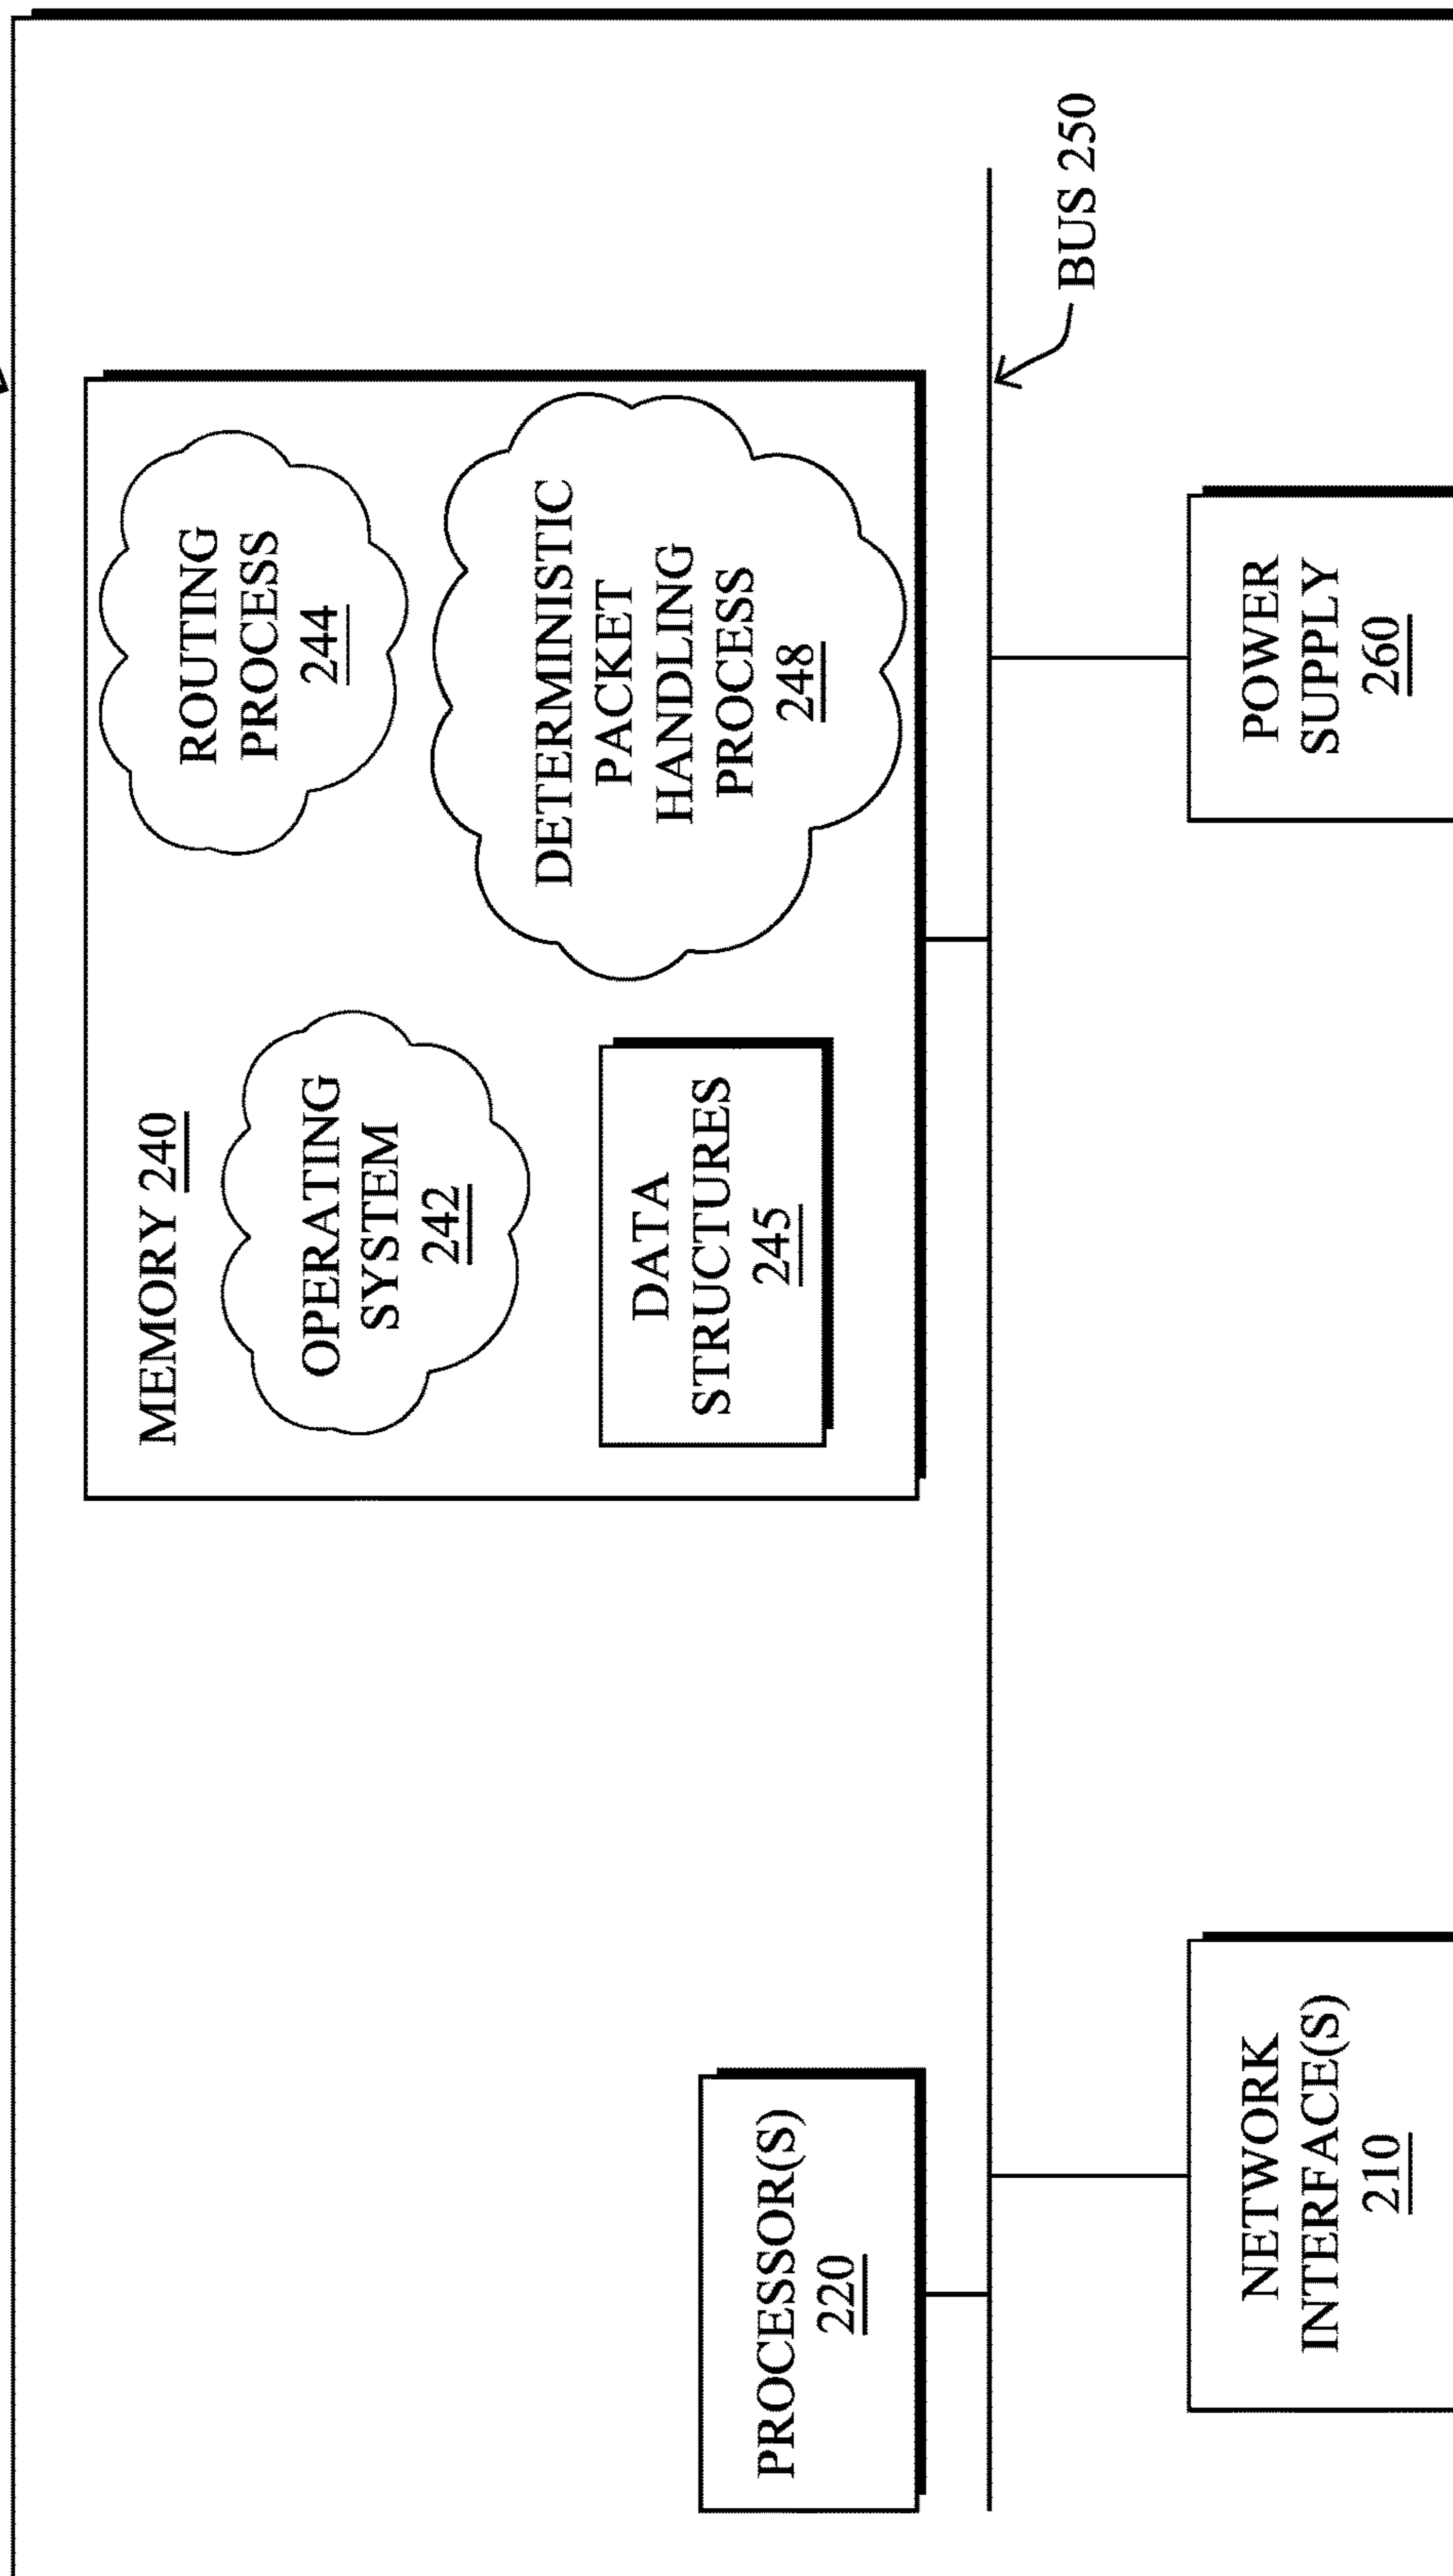 MEMORY 240
OPERATING
SYSTEM
242
DATA
STRUCTURES
245
ROUTING
PROCESS
244
DETERMINISTIC
PACKET
HANDLING
PROCESS
248
PROCESSOR(S)
220
BUS 250
NETWORK
INTERFACE(S)
210
POWER
SUPPLY
260